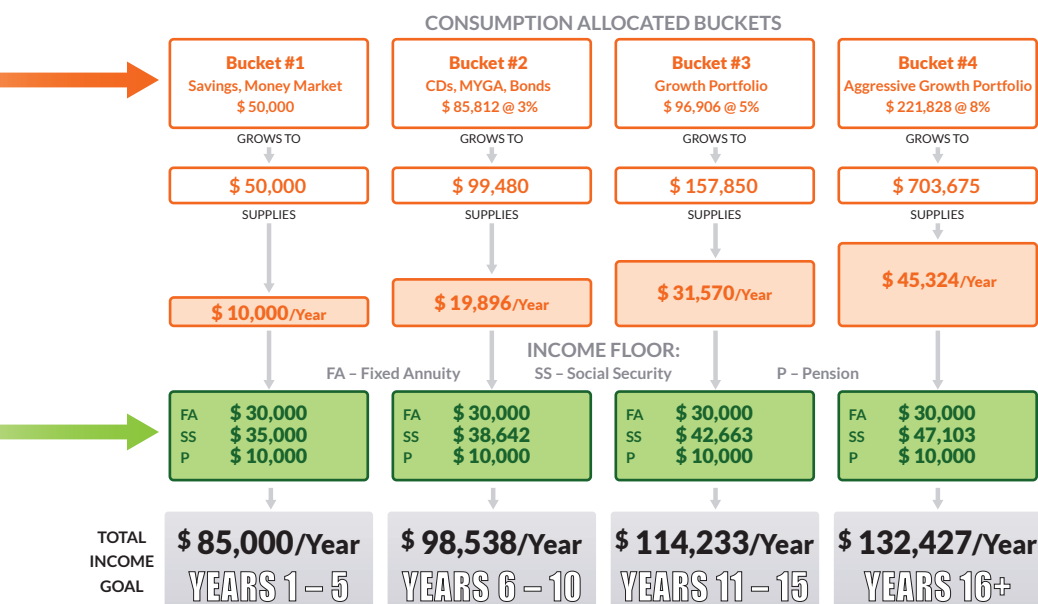 CONSUMPTION ALLOCATED BUCKETS
Bucket #1
Savings, Money Market
$ 50,000
Bucket #2
CDs, MYGA, Bonds
$ 85,812 @ 3%
Bucket #3
Growth Portfolio
$ 96,906 @ 5%
Bucket #4
Aggressive Growth Portfolio
$ 221,828 @ 8%
GROWS TO
GROWS TO
GROWS TO
GROWS TO
$ 50,000
$ 99,480
$ 157,850
$ 703,675
SUPPLIES
SUPPLIES
SUPPLIES
SUPPLIES
$ 10,000/Year
$ 19,896/Year
$ 31,570/Year
$ 45,324/Year
INCOME FLOOR:
FA – Fixed Annuity
SS – Social Security
P – Pension
FA $ 30,000
SS $ 35,000
P $ 10,000
FA $ 30,000
SS $ 38,642
P $ 10,000
FA $ 30,000
SS $ 42,663
P $ 10,000
FA $ 30,000
SS $ 47,103
P $ 10,000
TOTAL
INCOME
GOAL
$ 85,000/Year
YEARS 1 – 5
$ 98,538/Year
YEARS 6 – 10
$ 114,233/Year
YEARS 11 – 15
$ 132,427/Year
YEARS 16+